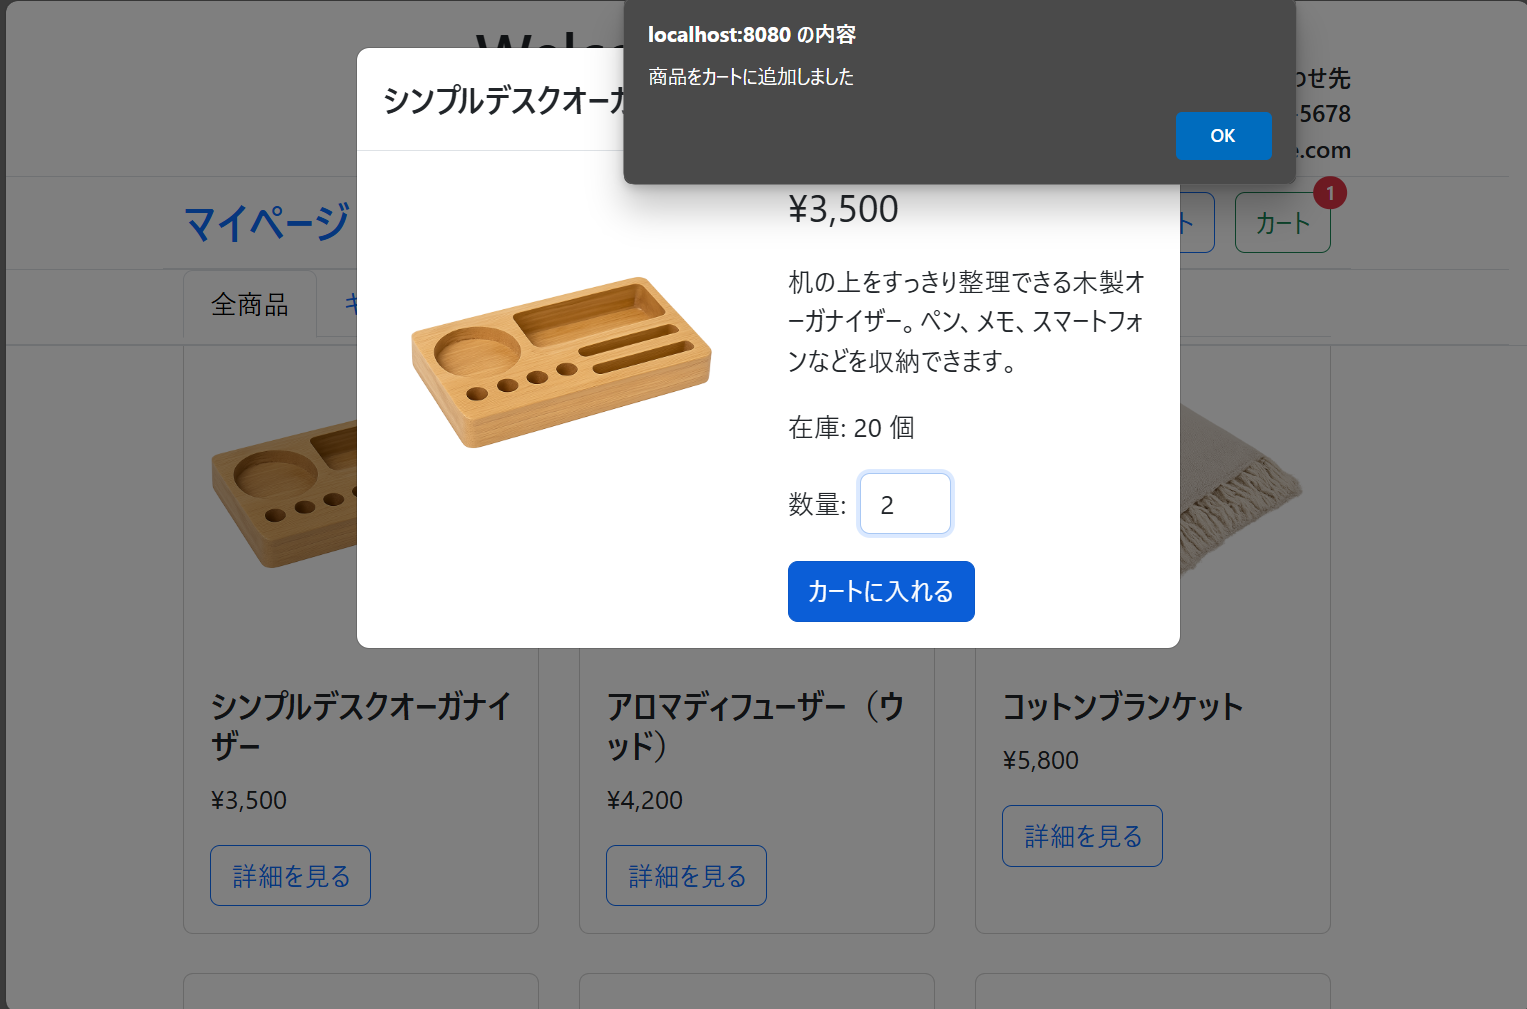 localhost:8080 の内容
商品をカートに追加しました
OK
シンプルデスクオーガ
わせ先
5678
.com
マイページ
ト
カート
1
全商品
¥3,500
机の上をすっきり整理できる木製オ
ーガナイザー。ペン、メモ、スマートフォ
ンなどを収納できます。
在庫: 20 個
数量: 2
カートに入れる
シンプルデスクオーガナイ
ザー
¥3,500
詳細を見る
アロマディフューザー（ウ
ッド）
¥4,200
詳細を見る
コットンブランケット
¥5,800
詳細を見る